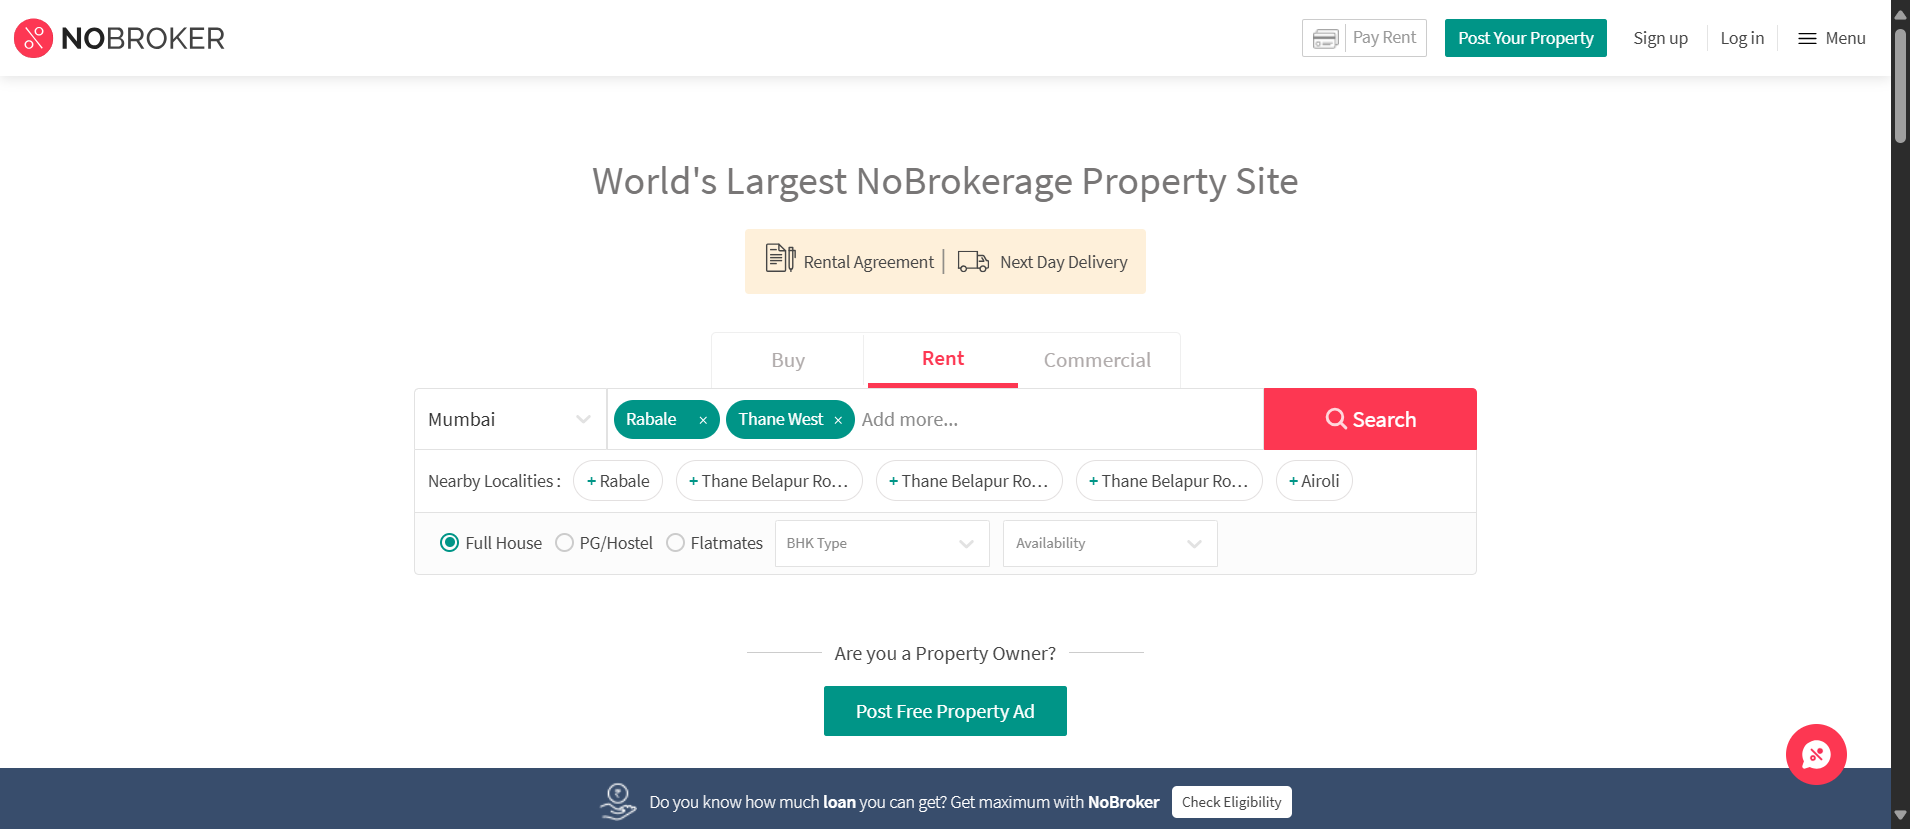 NOBROKER
Pay Rent
Post Your Property
Sign up
Log in
Menu
World's Largest NoBrokerage Property Site
Rental Agreement
Next Day Delivery
Buy
Rent
Commercial
Mumbai
Rabale ×
Thane West ×
Add more...
Search
Nearby Localities :
+ Rabale
+ Thane Belapur Ro...
+ Thane Belapur Ro...
+ Thane Belapur Ro...
+ Airoli
Full House
PG/Hostel
Flatmates
BHK Type
Availability
Are you a Property Owner?
Post Free Property Ad
Do you know how much loan you can get? Get maximum with NoBroker
Check Eligibility